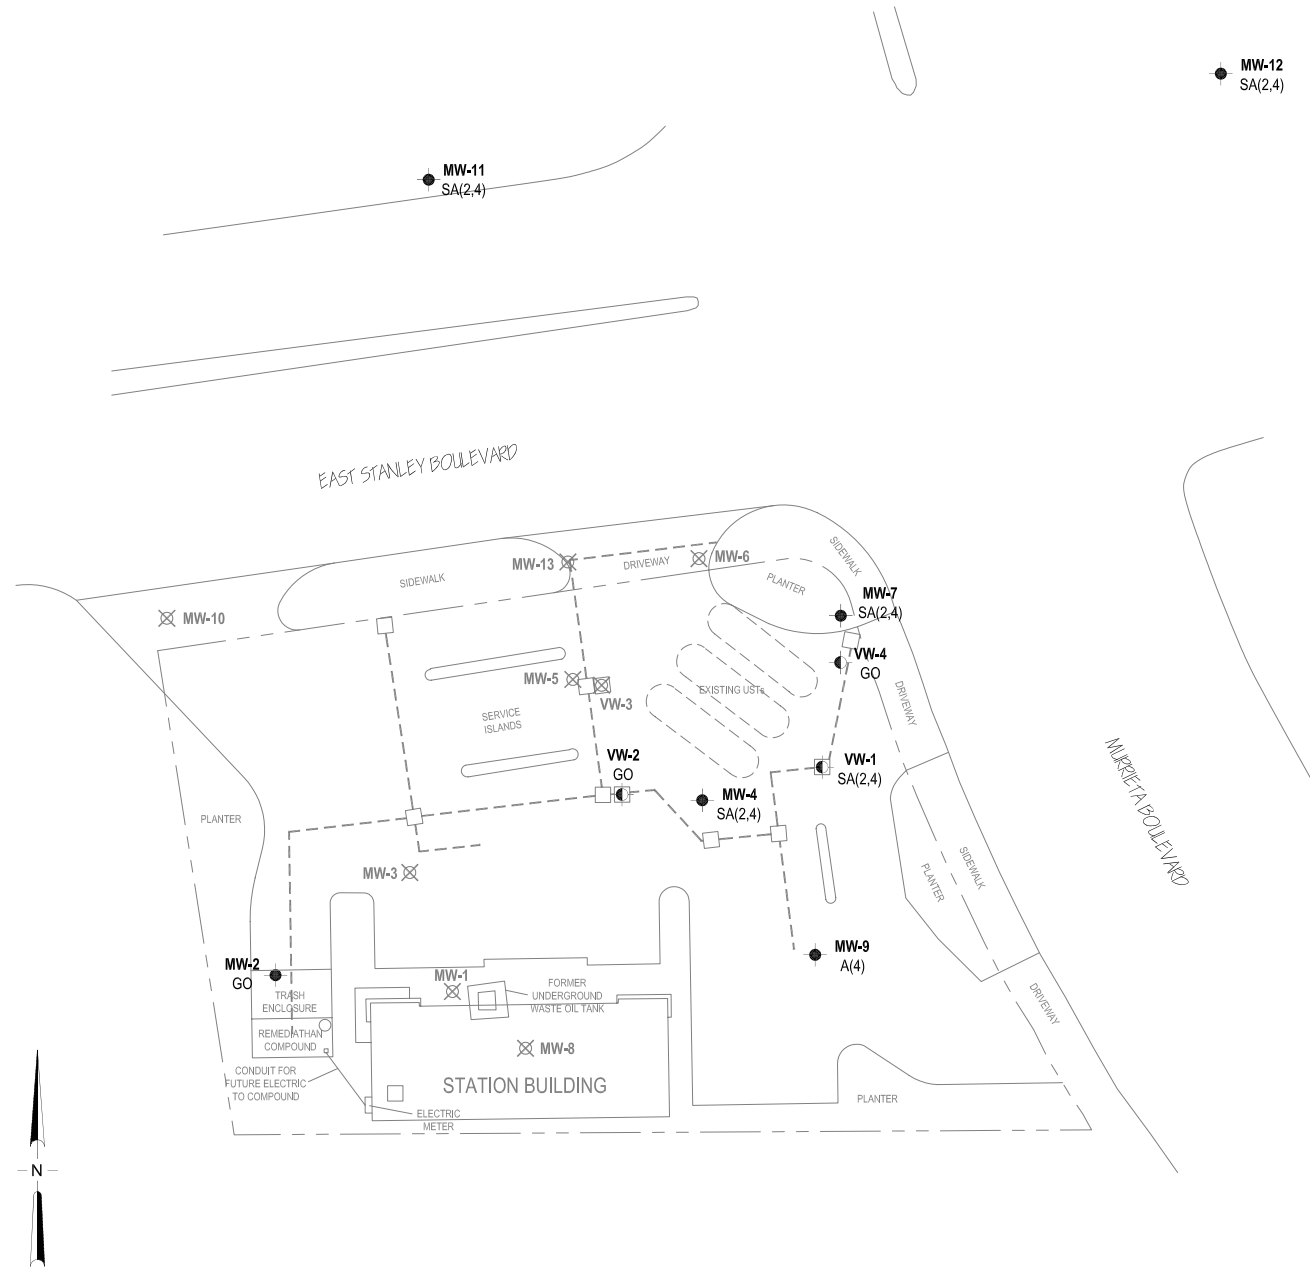 MW-12
SA(2,4)
MW-11
SA(2,4)
EAST STANLEY BOULEVARD
MW-13
DRIVEWAY
MW-6
SIDEWALK
SIDEWALK
PLANTER
MW-7
SA(2,4)
MW-10
VW-4
GO
MW-5
VW-3
EXISTING USTs
DRIVEWAY
SERVICE
ISLANDS
VW-2
GO
VW-1
SA(2,4)
MW-4
SA(2,4)
MURRIETA BOULEVARD
PLANTER
MW-3
SIDEWALK
PLANTER
MW-9
A(4)
MW-2
GO
MW-1
FORMER
UNDERGROUND
WASTE OIL TANK
TRASH
ENCLOSURE
DRIVEWAY
REMEDIATHAN
COMPOUND
MW-8
CONDUIT FOR
FUTURE ELECTRIC
TO COMPOUND
STATION BUILDING
PLANTER
ELECTRIC
METER
N